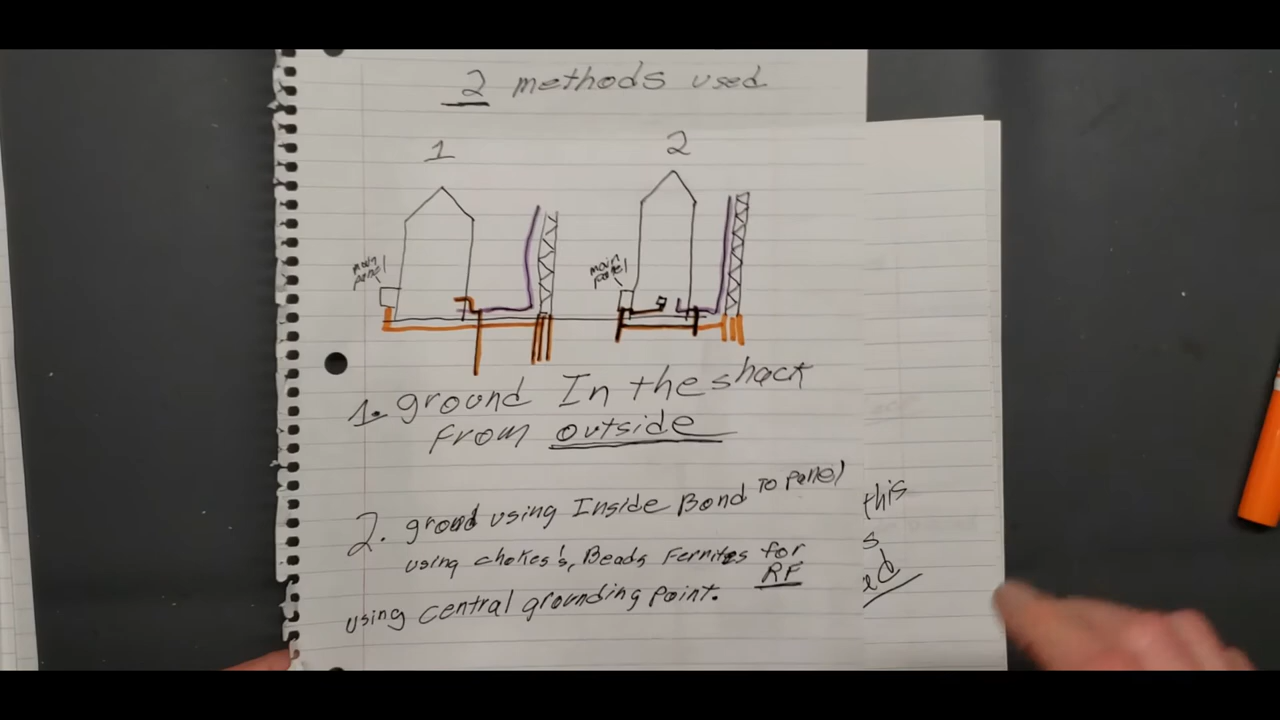 2 methods used
1
2
main panel
main panel
1. ground In the shack
from outside
2. ground using Inside Bond To Panel
using chokes's, Beads Ferrites for
RF
using central grounding Point.
this
s
ed